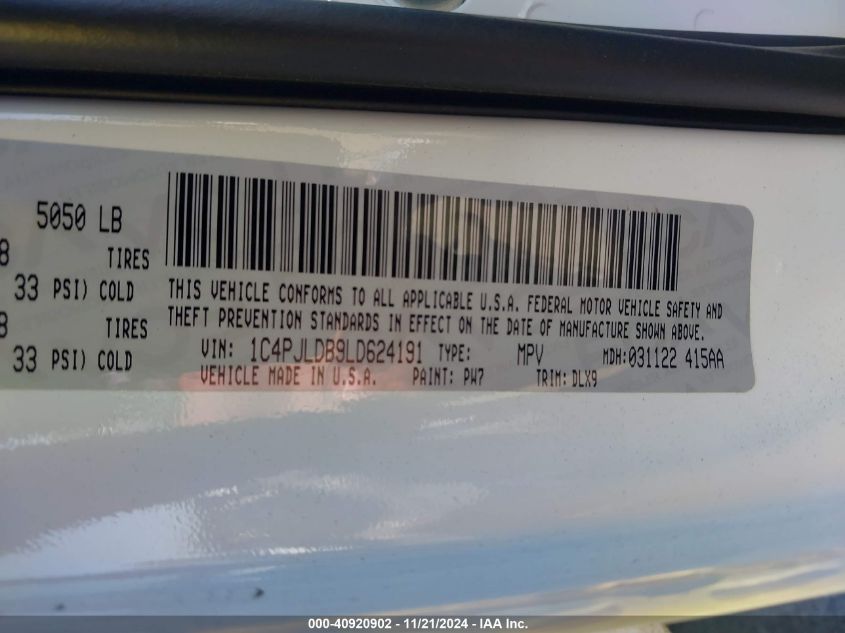 5050 LB
8 TIRES
33 PSI) COLD
8 TIRES
33 PSI) COLD
THIS VEHICLE CONFORMS TO ALL APPLICABLE U.S.A. FEDERAL MOTOR VEHICLE SAFETY AND
THEFT PREVENTION STANDARDS IN EFFECT ON THE DATE OF MANUFACTURE SHOWN ABOVE.
VIN: 1C4PJLDB9LD624191 TYPE: MPV MDH:031122 415AA
VEHICLE MADE IN U.S.A. PAINT: PW7 TRIM: DLX9
000-40920902 - 11/21/2024 - IAA Inc.